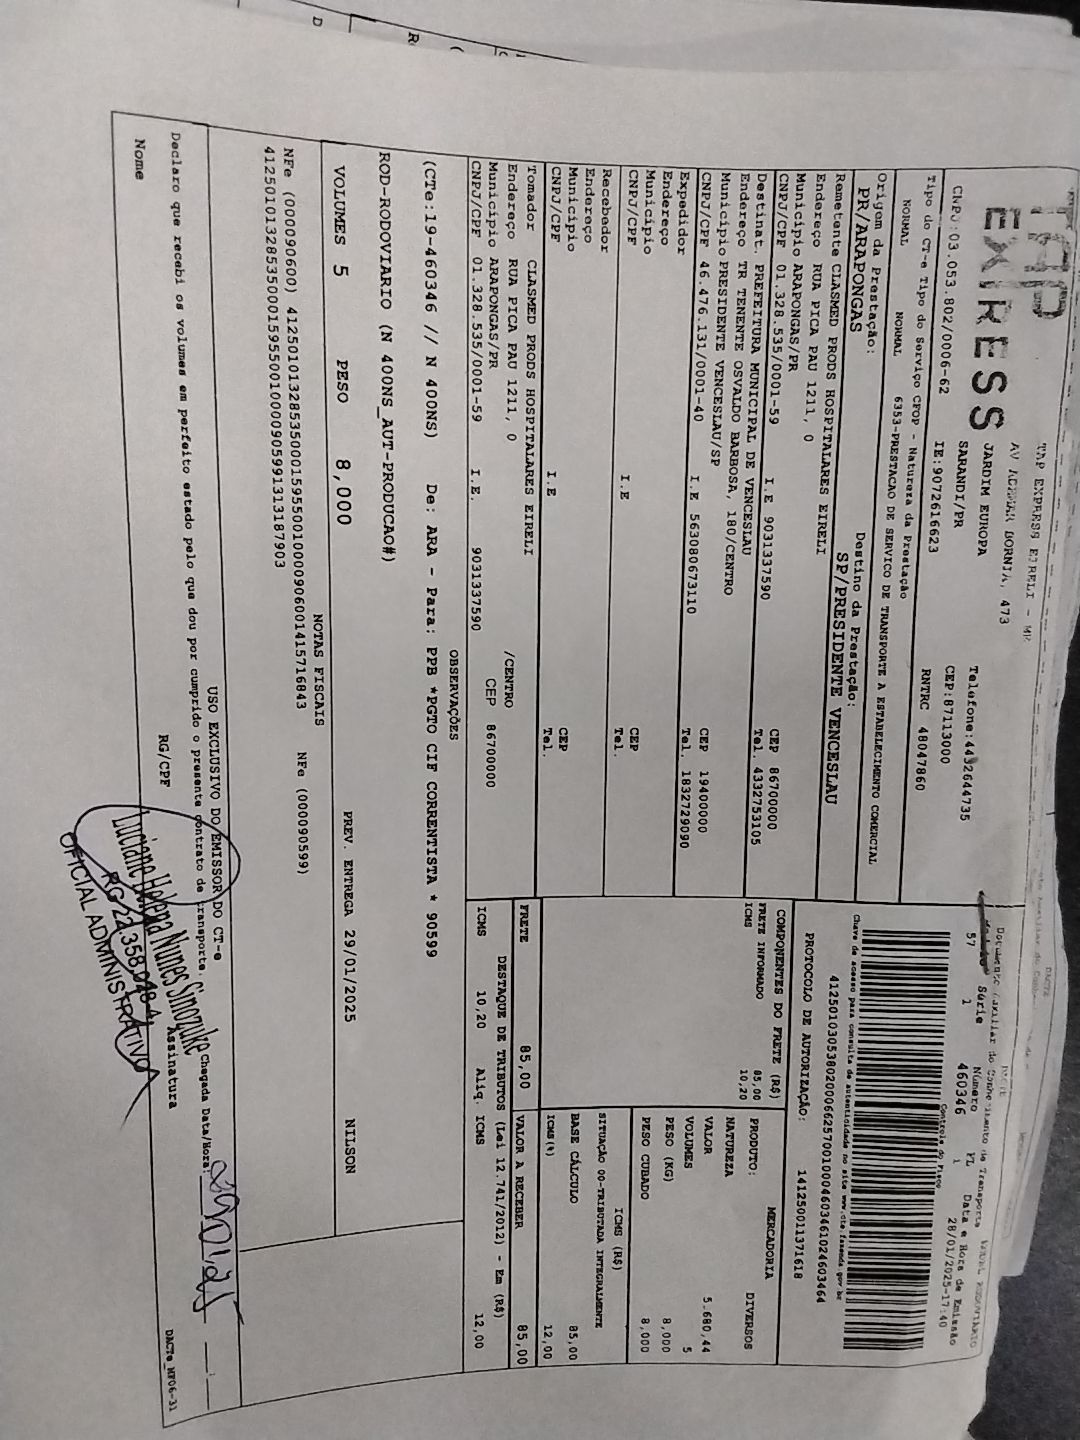 TAP
EXPRESS
TAP EXPRESS EIRELI - ME
AV ADEMAR BORNIA, 473
JARDIM EUROPA
SARANDI/PR
Telefone:4432644735
CEP:87113000
CNPJ:03.053.802/0006-62
IE:9072616623
RNTRC 48047860
Tipo do CT-e Tipo do Serviço CFOP - Natureza da Prestação
NORMAL NORMAL 6353-PRESTACAO DE SERVICO DE TRANSPORTE A ESTABELECIMENTO COMERCIAL
Origem da Prestação: Destino da Prestação:
PR/ARAPONGAS SP/PRESIDENTE VENCESLAU
Remetente CLASMED PRODS HOSPITALARES EIRELI
Endereço RUA PICA PAU 1211, 0
Município ARAPONGAS/PR CEP 86700000
CNPJ/CPF 01.328.535/0001-59 I.E 9031337590 Tel. 4332753105
Destinat. PREFEITURA MUNICIPAL DE VENCESLAU
Endereço TR TENENTE OSVALDO BARBOSA, 180/CENTRO
Município PRESIDENTE VENCESLAU/SP CEP 19400000
CNPJ/CPF 46.476.131/0001-40 I.E 563080673110 Tel. 1832729090
Expedidor
Endereço
Município CEP
CNPJ/CPF I.E Tel.
Recebedor
Endereço
Município CEP
CNPJ/CPF I.E Tel.
Tomador CLASMED PRODS HOSPITALARES EIRELI
Endereço RUA PICA PAU 1211, 0 /CENTRO
Município ARAPONGAS/PR CEP 86700000
CNPJ/CPF 01.328.535/0001-59 I.E. 9031337590
Documento Auxiliar do Conhecimento de Transporte
Série Número FL Data e Hora de Emissão
57 1 460346 1 28/01/2025-17:40
Controle do Fisco
Chave de acesso para consulta de autenticidade no site www.cte.fazenda.gov.br
41250103053802000662570010004603461024603464
PROTOCOLO DE AUTORIZAÇÃO: 141250011371618
COMPONENTES DO FRETE (R$)
FRETE INFORMADO 85,00
ICMS 10,20
MERCADORIA
PRODUTO: DIVERSOS
NATUREZA
VALOR 5.680,44
VOLUMES 5
PESO (KG) 8,000
PESO CUBADO 8,000
ICMS (R$)
SITUAÇÃO 00-TRIBUTADA INTEGRALMENTE
BASE CÁLCULO 85,00
ICMS(%) 12,00
FRETE 85,00 VALOR A RECEBER 85,00
DESTAQUE DE TRIBUTOS (Lei 12.741/2012) - Em (R$)
ICMS 10,20 Aliq. ICMS 12,00
OBSERVAÇÕES
(CTe:19-460346 // N 400NS) De: ARA - Para: PPB *PGTO CIF CORRENTISTA * 90599
ROD-RODOVIARIO (N 400NS_AUT-PRODUCAO#)
VOLUMES 5 PESO 8,000 PREV. ENTREGA 29/01/2025 NILSON
NOTAS FISCAIS
NFe (000090600) 41250101328535000159550010000906001415716843 NFe (000090599)
41250101328535000159550010000905991313187903
USO EXCLUSIVO DO EMISSOR DO CT-e
Declaro que recebi os volumes em perfeito estado pelo que dou por cumprido o presente contrato de transporte. Chegada Data/Hora:
Nome RG/CPF Assinatura
Luciane Helena Nunes Sinozuke
OFICIAL ADMINISTRATIVO
DACTe_MF06-31